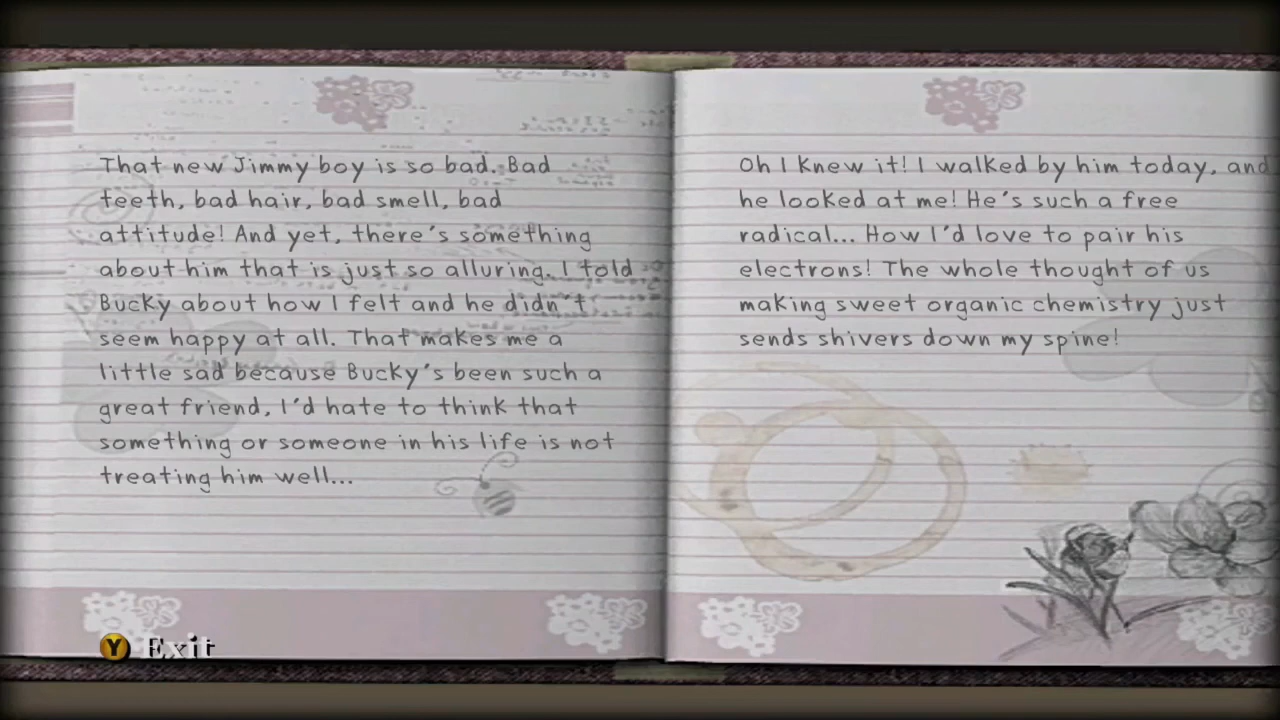 That new Jimmy boy is so bad. Bad
teeth, bad hair, bad smell, bad
attitude! And yet, there's something
about him that is just so alluring. I told
Bucky about how I felt and he didn't
seem happy at all. That makes me a
little sad because Bucky's been such a
great friend, I'd hate to think that
something or someone in his life is not
treating him well...
Oh I knew it! I walked by him today, and
he looked at me! He's such a free
radical... How I'd love to pair his
electrons! The whole thought of us
making sweet organic chemistry just
sends shivers down my spine!
Y Exit